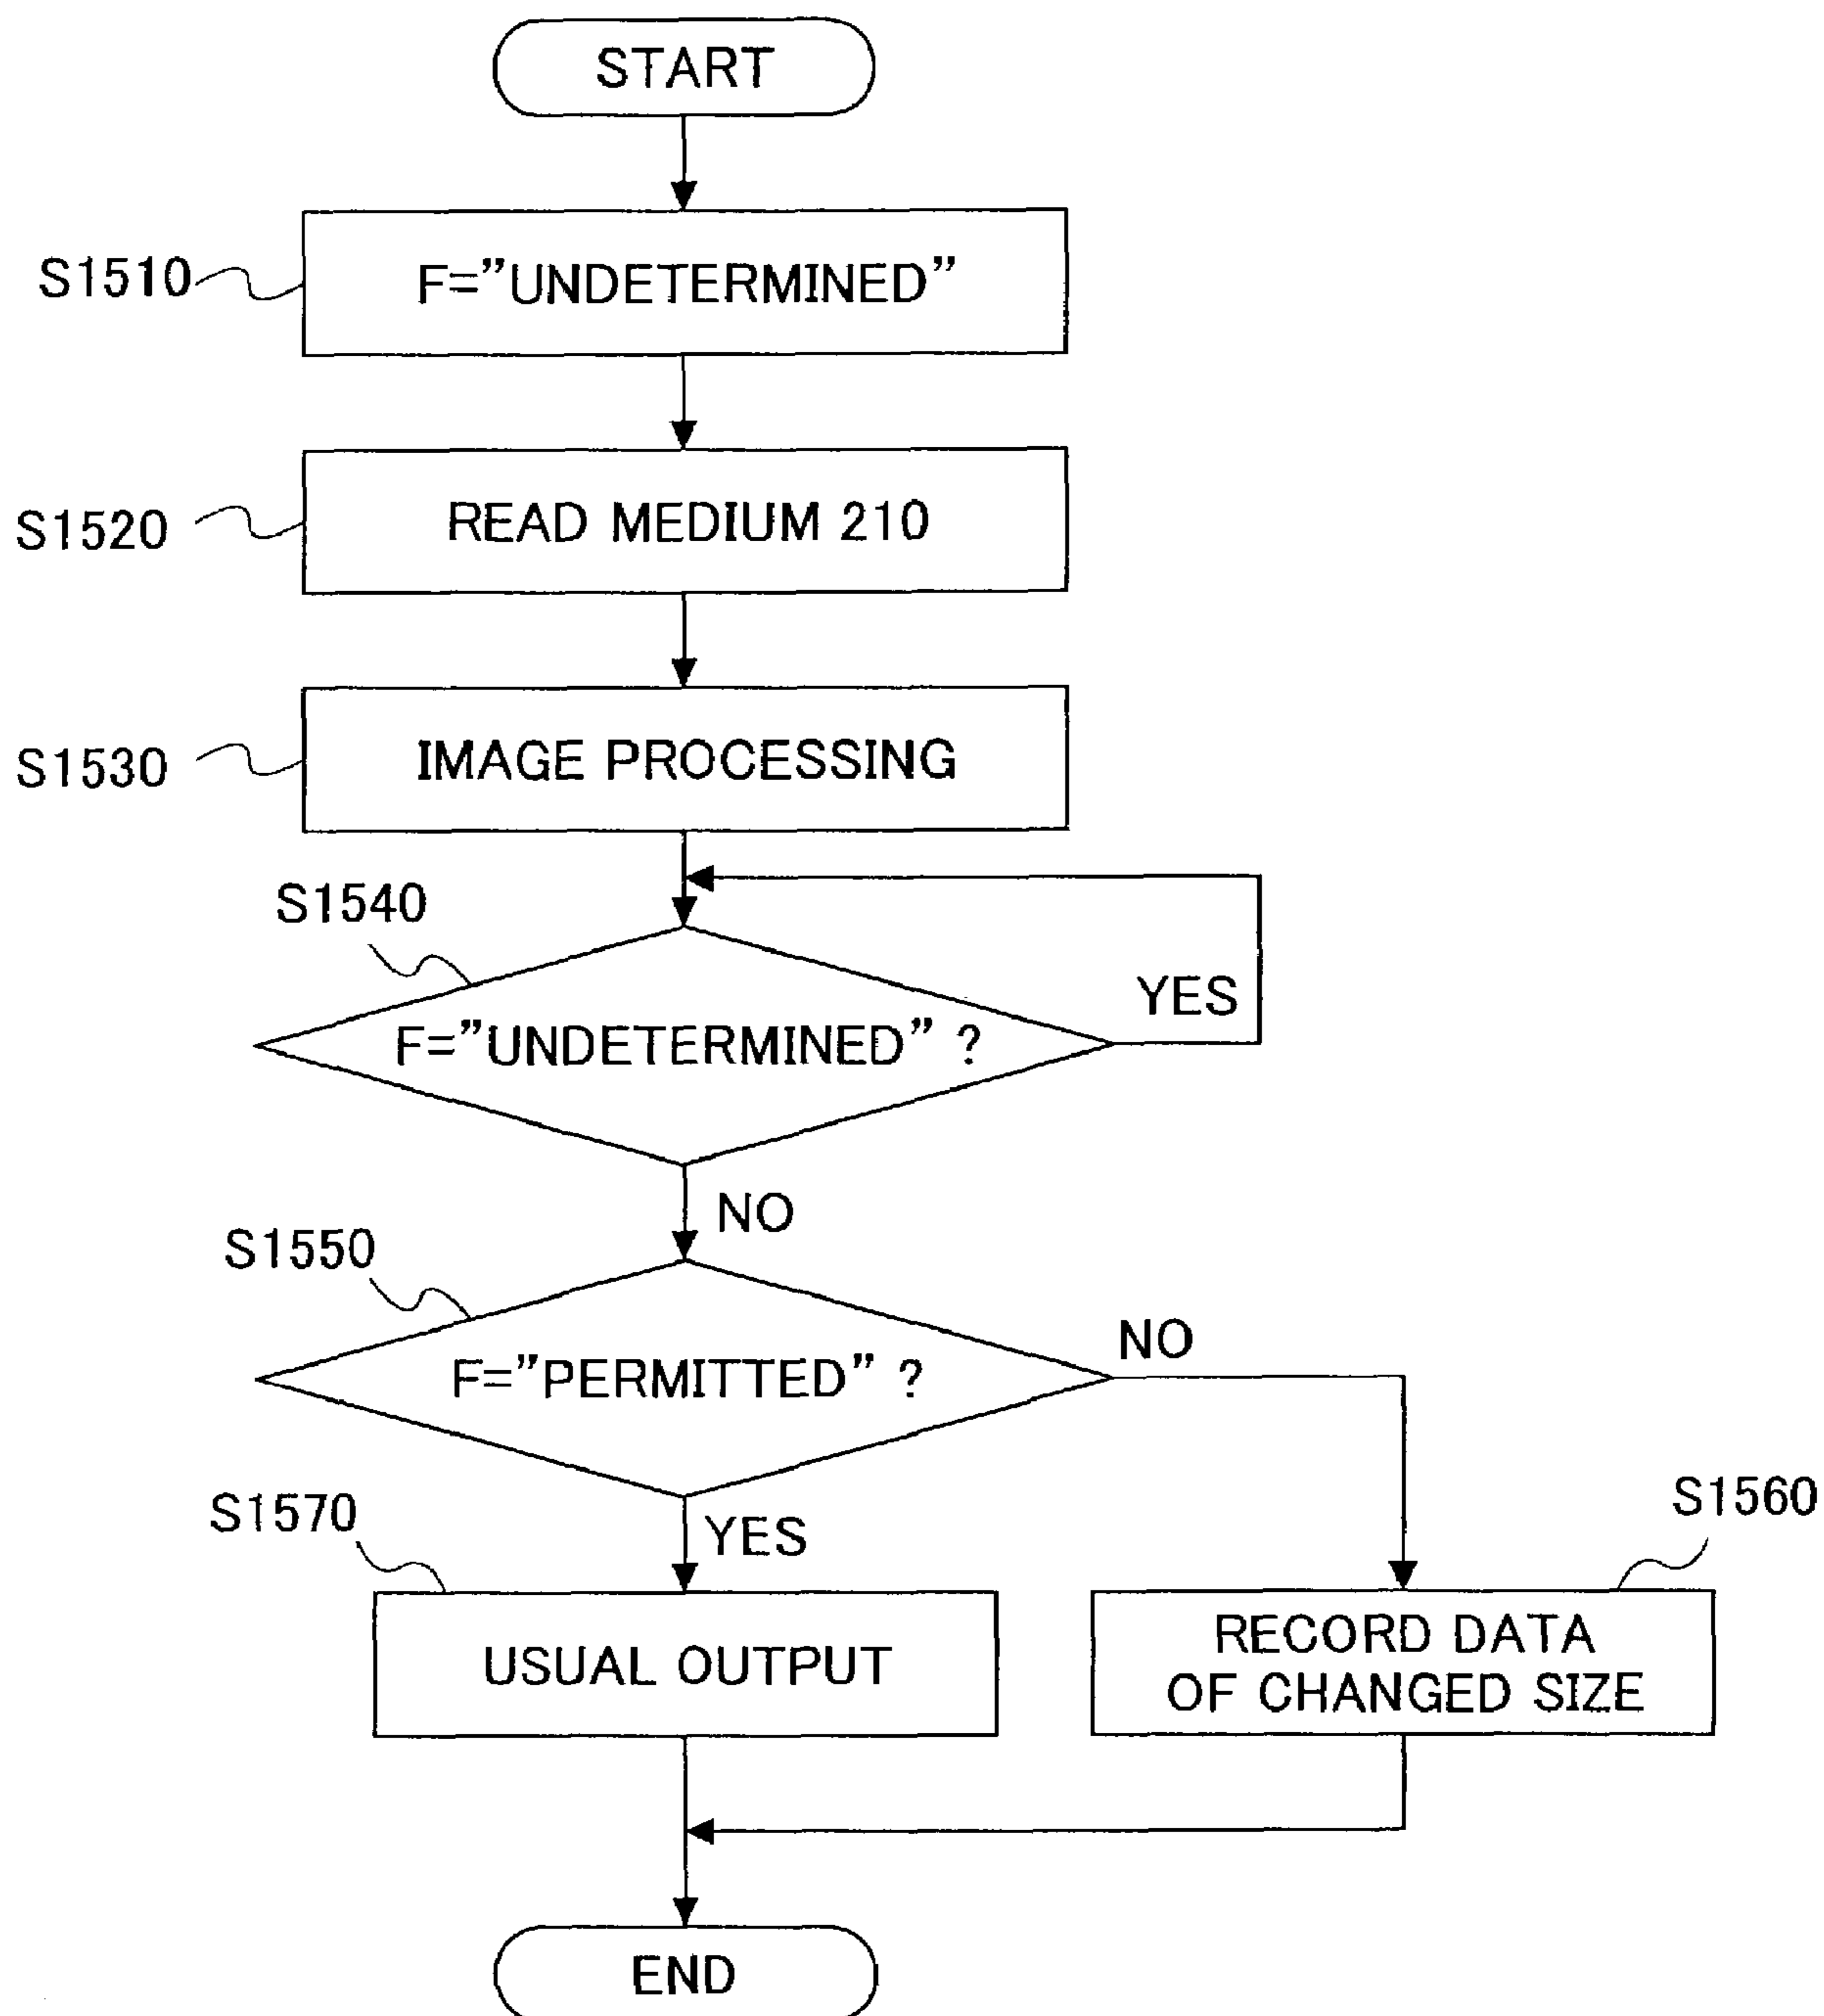 START
S1510
F=”UNDETERMINED”
S1520
READ MEDIUM 210
S1530
IMAGE PROCESSING
S1540
YES
F=”UNDETERMINED” ?
NO
S1550
NO
F=”PERMITTED” ?
S1570
YES
S1560
USUAL OUTPUT
RECORD DATA
OF CHANGED SIZE
END